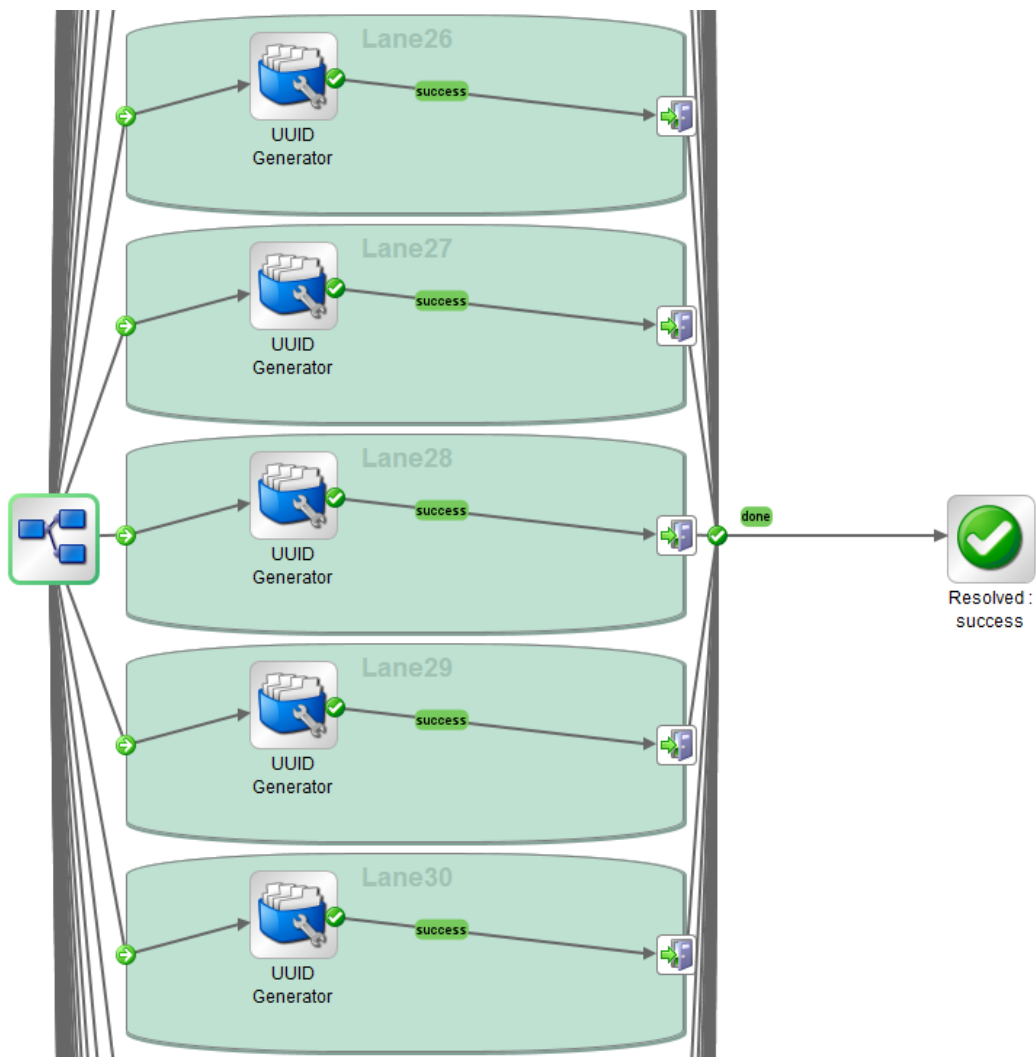 Lane26
success
UUID
Generator
Lane27
success
UUID
Generator
Lane28
success
UUID
Generator
done
Resolved :
success
Lane29
success
UUID
Generator
Lane30
success
UUID
Generator